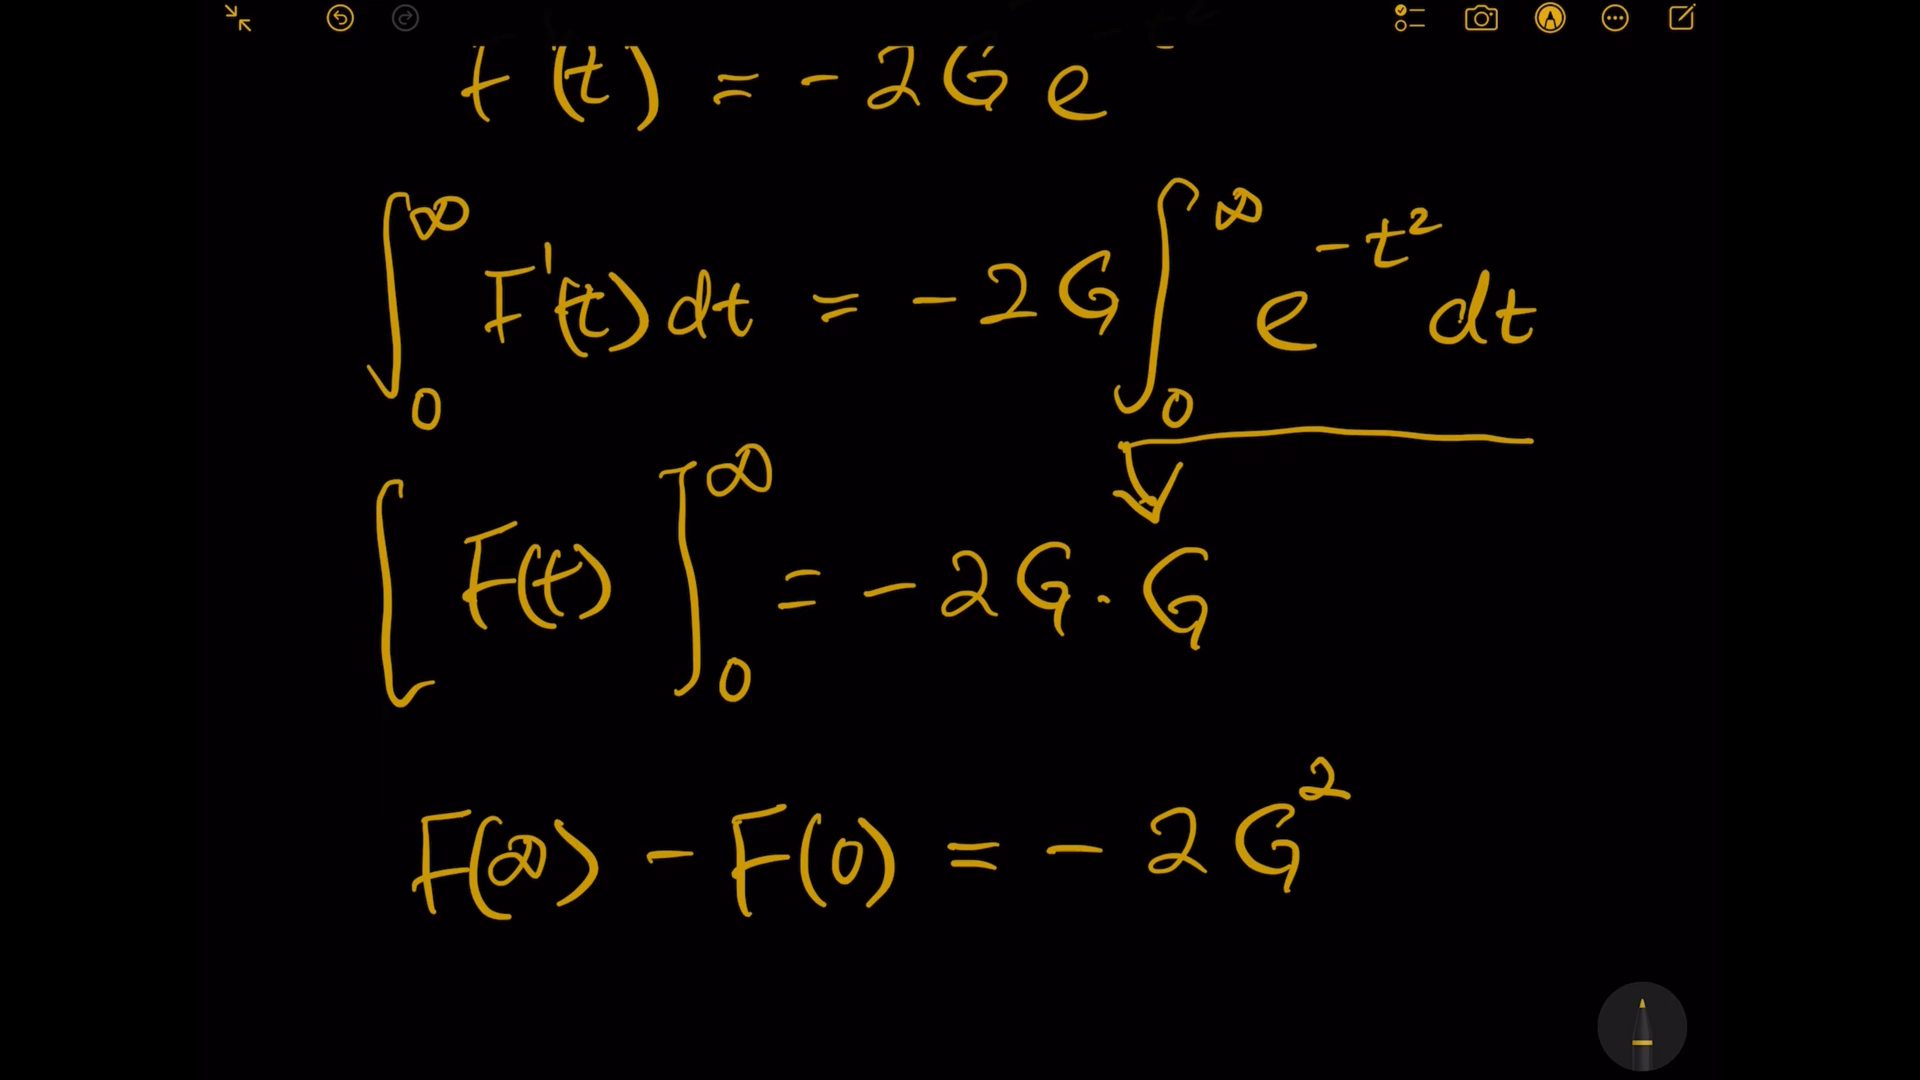 F'(t) = - 2G e
∫₀^∞ F'(t) dt = - 2G ∫₀^∞ e^{-t²} dt
[ F(t) ]₀^∞ = - 2G · G
F(∞) - F(0) = - 2G²